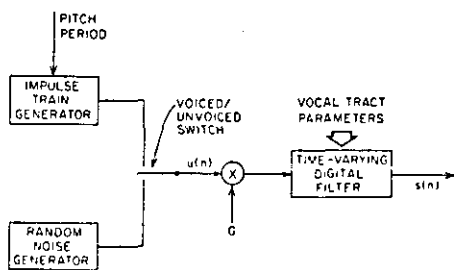 PITCH
PERIOD
IMPULSE
TRAIN
GENERATOR
VOICED/
UNVOICED
SWITCH
VOCAL TRACT
PARAMETERS
u(n)
X
TIME-VARYING
DIGITAL
FILTER
s(n)
G
RANDOM
NOISE
GENERATOR